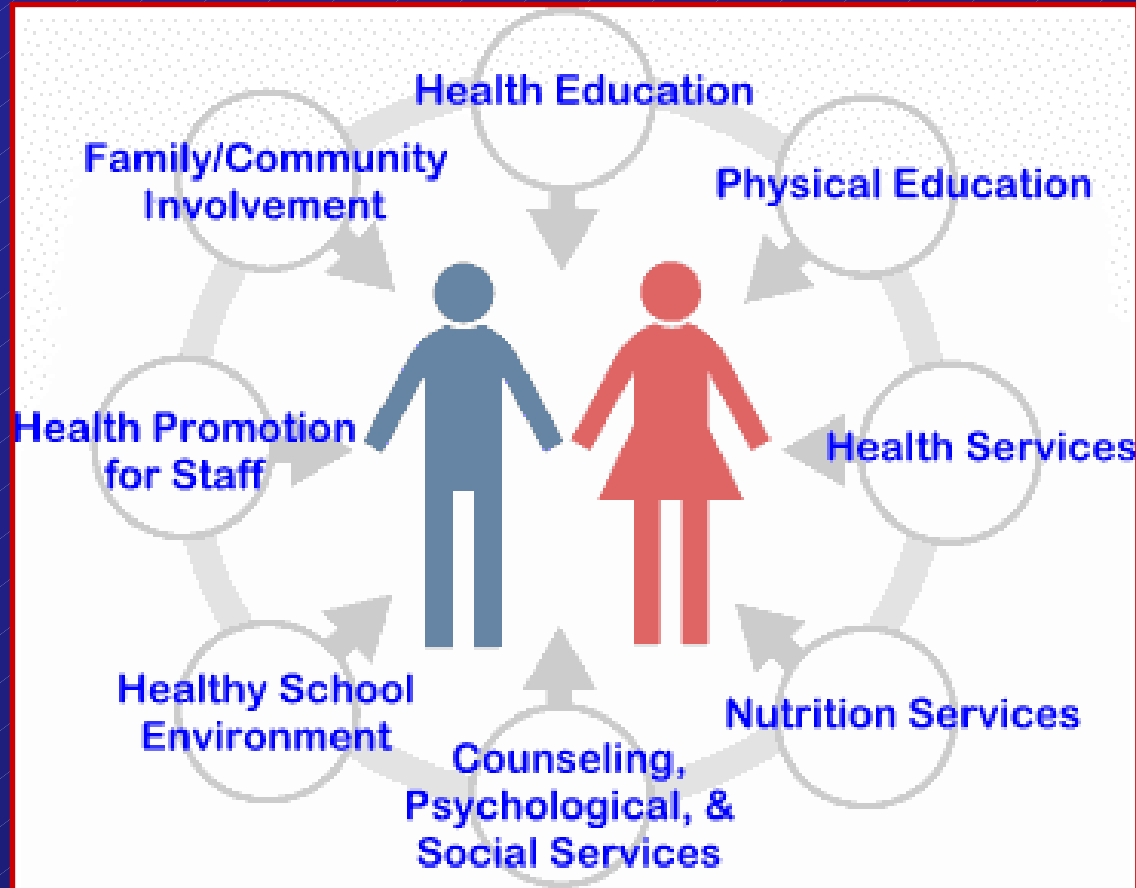 Health Education
Family/Community
Involvement
Physical Education
Health Promotion
for Staff
Health Services
Healthy School
Environment
Nutrition Services
Counseling,
Psychological, &
Social Services